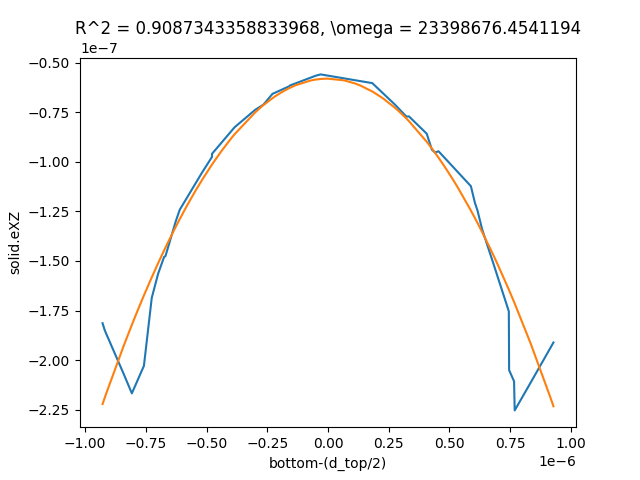 R^2 = 0.9087343358833968, \omega = 23398676.4541194
1e−7
−0.50
−0.75
−1.00
−1.25
−1.50
−1.75
−2.00
−2.25
solid.eXZ
−1.00 −0.75 −0.50 −0.25 0.00 0.25 0.50 0.75 1.00
bottom-(d_top/2)
1e−6